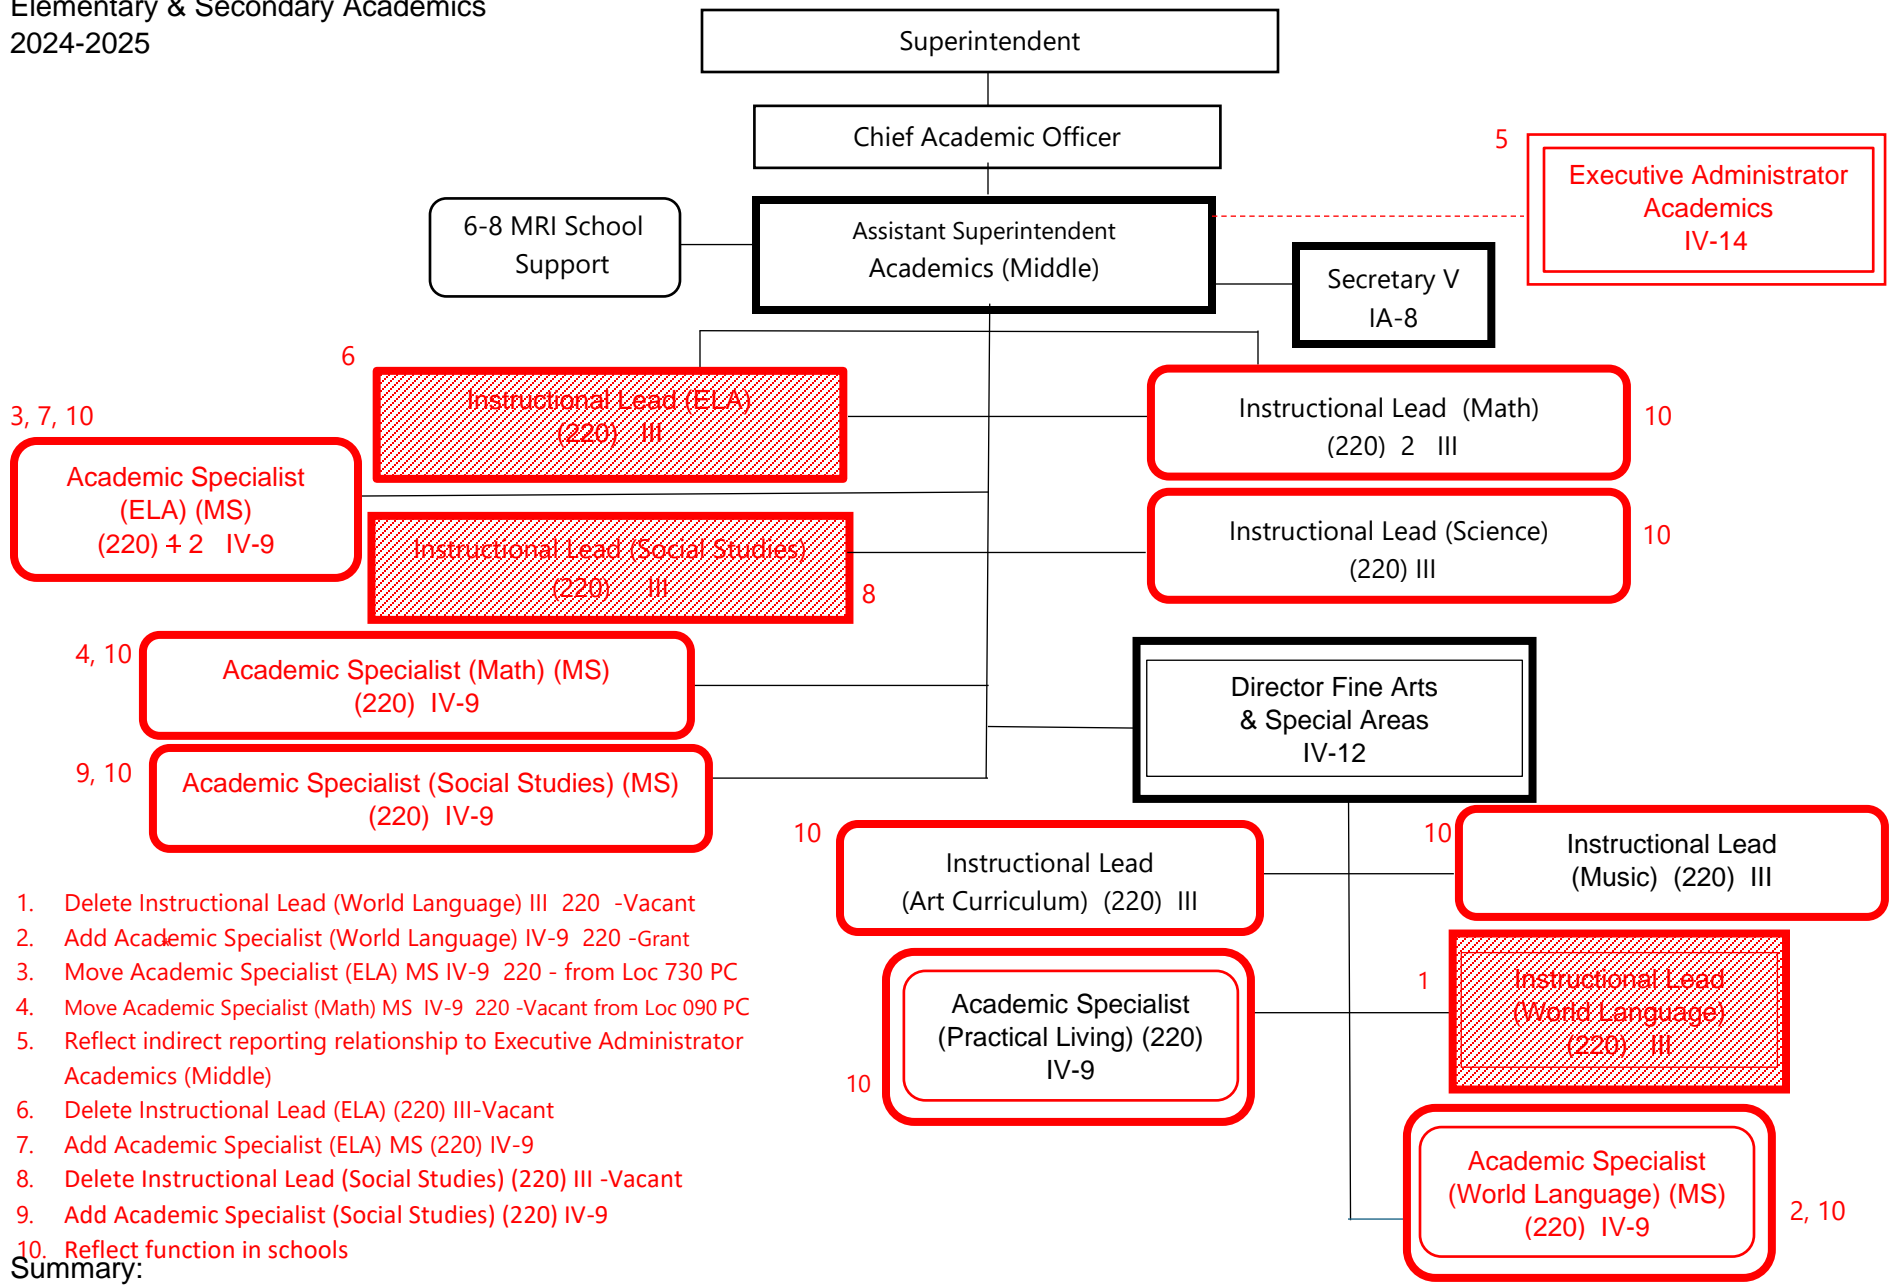 Elementary & Secondary Academics
2024-2025
Superintendent
Chief Academic Officer
5
Executive Administrator
Academics
IV-14
6-8 MRI School
Support
Assistant Superintendent
Academics (Middle)
Secretary V
IA-8
6
Instructional Lead (ELA)
(220) III
Instructional Lead (Math)
(220) 2 III
10
3, 7, 10
Academic Specialist
(ELA) (MS)
(220) 1 2 IV-9
Instructional Lead (Social Studies)
(220) III
8
Instructional Lead (Science)
(220) III
10
4, 10
Academic Specialist (Math) (MS)
(220) IV-9
Director Fine Arts
& Special Areas
IV-12
9, 10
Academic Specialist (Social Studies) (MS)
(220) IV-9
10
Instructional Lead
(Art Curriculum) (220) III
10
Instructional Lead
(Music) (220) III
Academic Specialist
(Practical Living) (220)
IV-9
10
1
Instructional Lead
(World Language)
(220) III
Academic Specialist
(World Language) (MS)
(220) IV-9
2, 10
1. Delete Instructional Lead (World Language) III 220 -Vacant
2. Add Academic Specialist (World Language) IV-9 220 -Grant
3. Move Academic Specialist (ELA) MS IV-9 220 - from Loc 730 PC
4. Move Academic Specialist (Math) MS IV-9 220 -Vacant from Loc 090 PC
5. Reflect indirect reporting relationship to Executive Administrator
Academics (Middle)
6. Delete Instructional Lead (ELA) (220) III-Vacant
7. Add Academic Specialist (ELA) MS (220) IV-9
8. Delete Instructional Lead (Social Studies) (220) III -Vacant
9. Add Academic Specialist (Social Studies) (220) IV-9
10. Reflect function in schools
Summary: